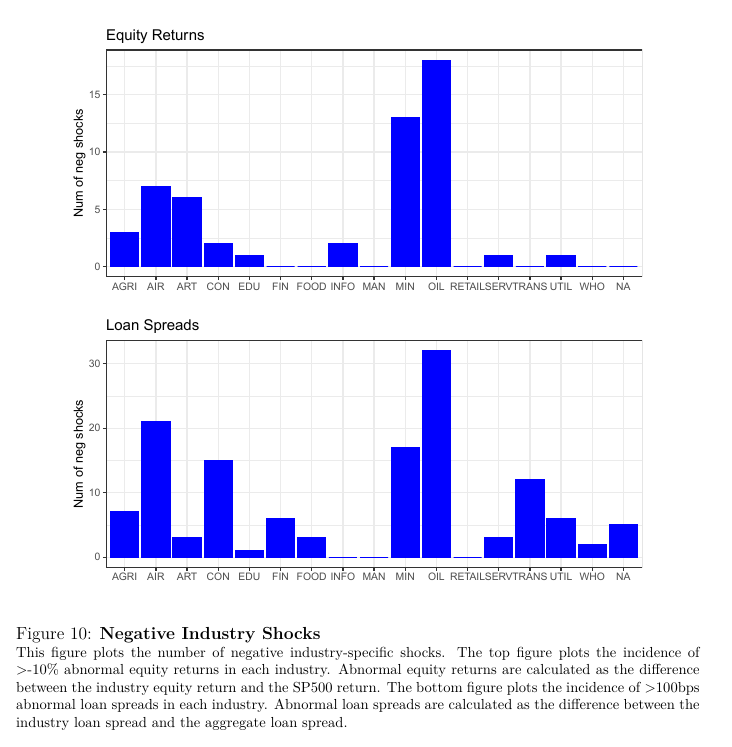 Equity Returns
Num of neg shocks
15
10
5
0
AGRI AIR ART CON EDU FIN FOOD INFO MAN MIN OIL RETAIL SERV TRANS UTIL WHO NA
Loan Spreads
Num of neg shocks
30
20
10
0
AGRI AIR ART CON EDU FIN FOOD INFO MAN MIN OIL RETAIL SERV TRANS UTIL WHO NA
Figure 10: Negative Industry Shocks
This figure plots the number of negative industry-specific shocks. The top figure plots the incidence of
>-10% abnormal equity returns in each industry. Abnormal equity returns are calculated as the difference
between the industry equity return and the SP500 return. The bottom figure plots the incidence of >100bps
abnormal loan spreads in each industry. Abnormal loan spreads are calculated as the difference between the
industry loan spread and the aggregate loan spread.